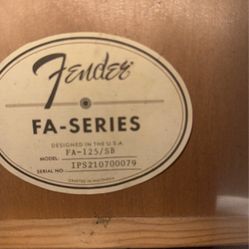 Fender
FA-SERIES
DESIGNED IN THE U.S.A.
MODEL: FA-125/SB
SERIAL NO: IPS210700079